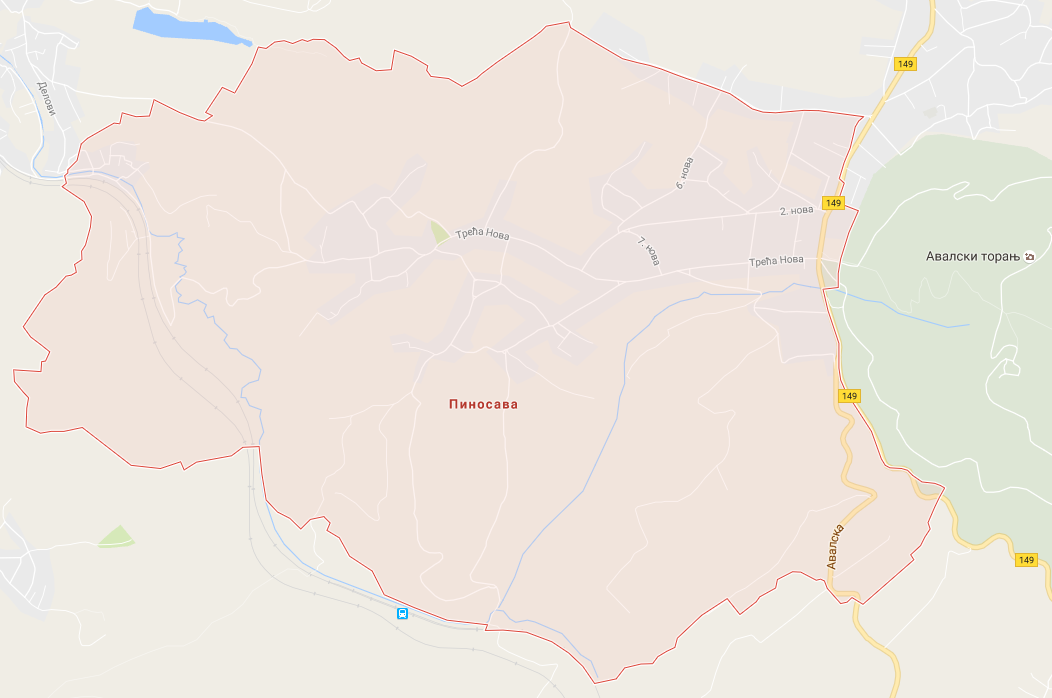 149
Делови
6. нова
149
2. нова
Трећа Нова
7. нова
Трећа Нова
Авалски торањ
149
Пиносава
Авалска
149